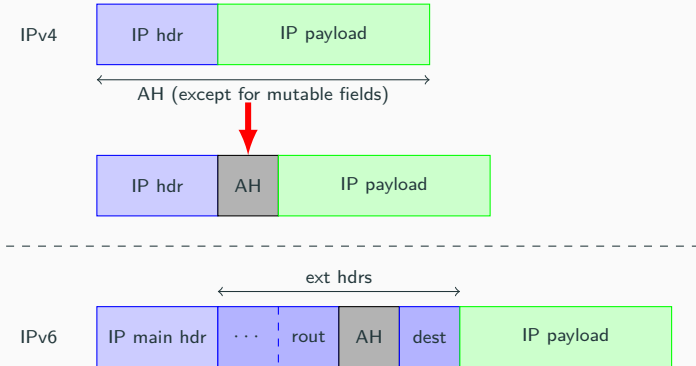 IPv4 IP hdr IP payload
AH (except for mutable fields)
IP hdr AH IP payload
ext hdrs
IPv6 IP main hdr · · · rout AH dest IP payload